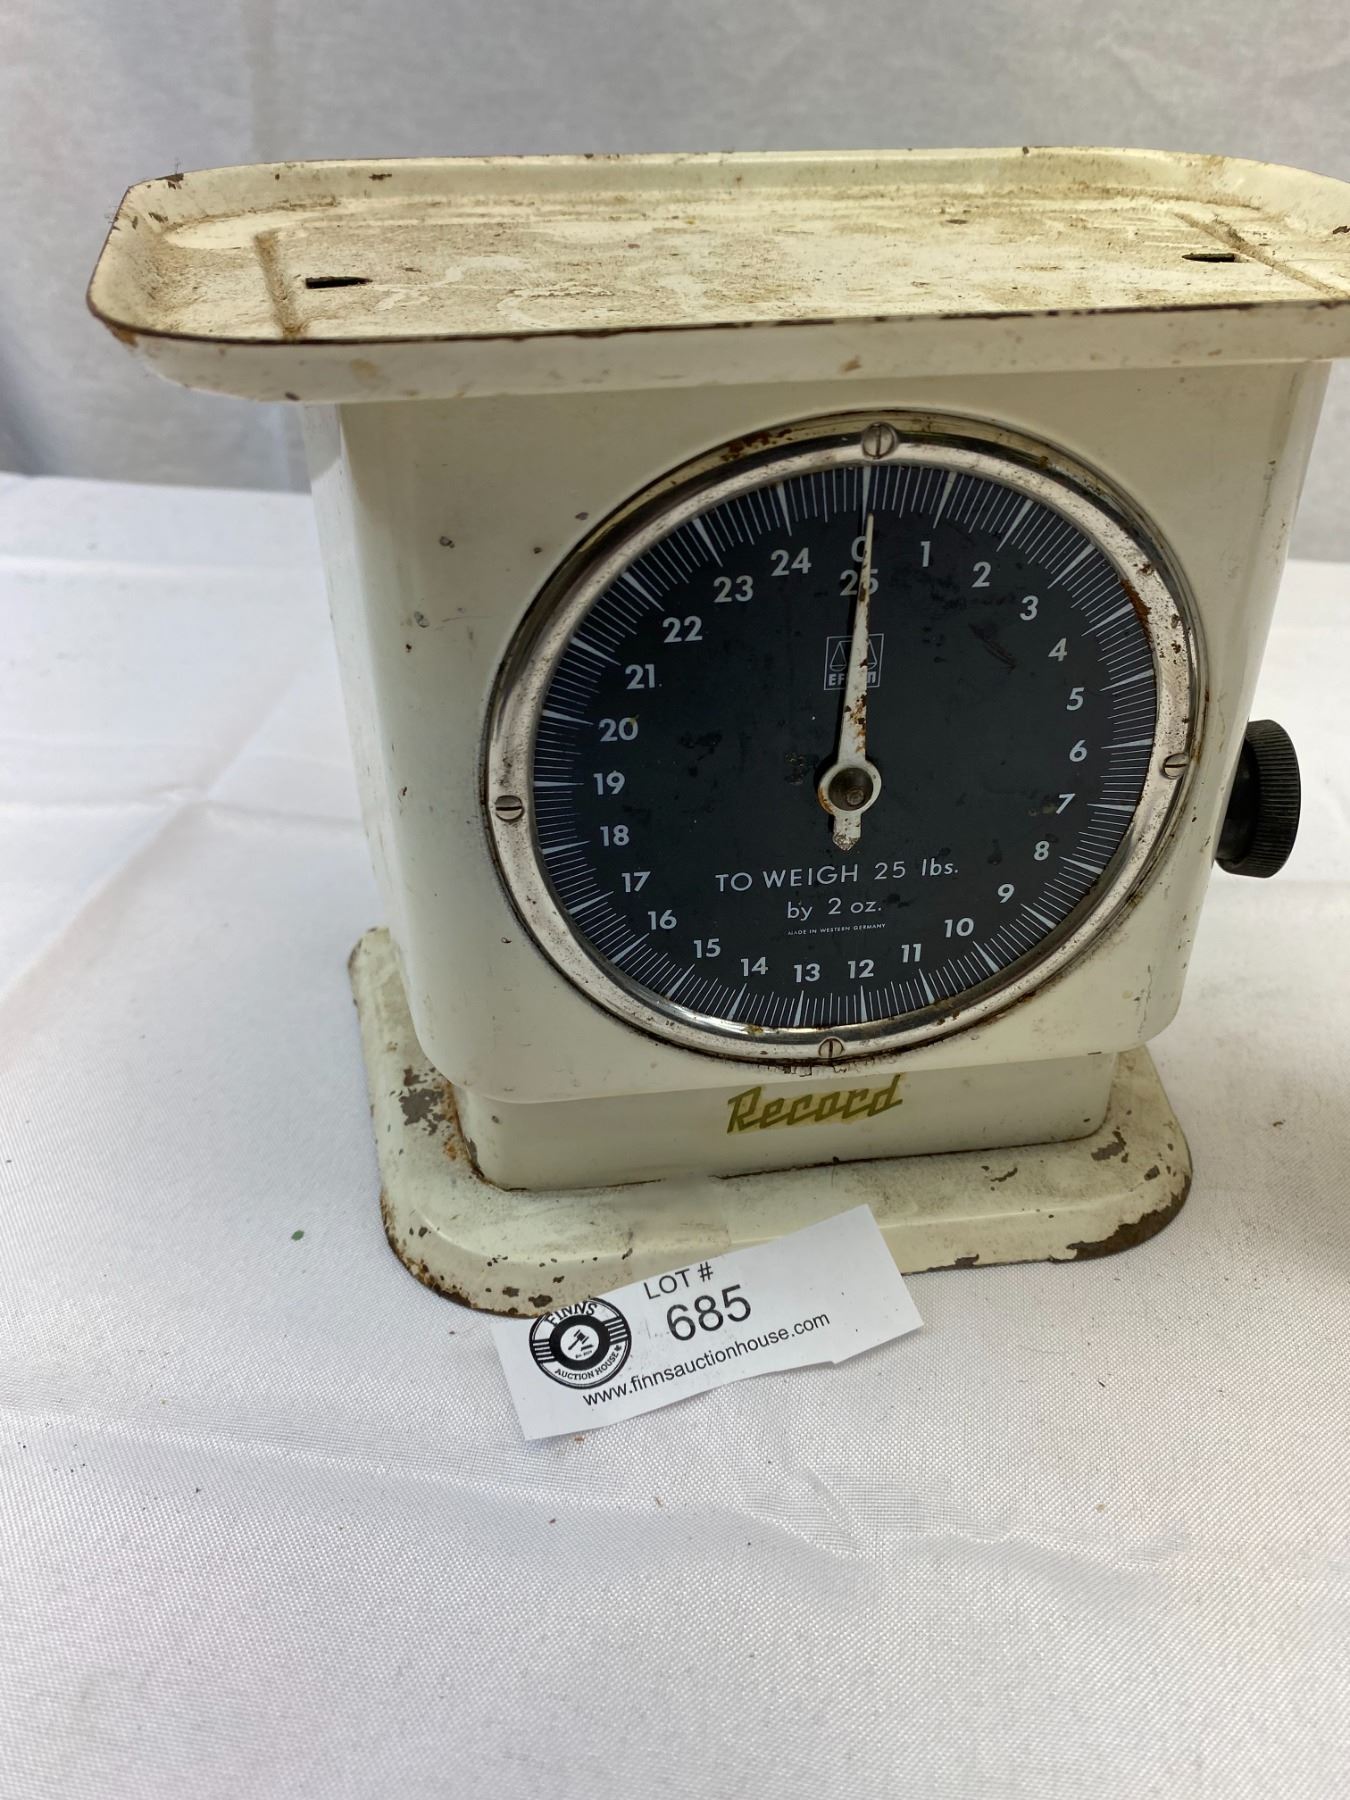 0 1 2 3 4 5 6 7 8 9 10 11 12 13 14 15 16 17 18 19 20 21 22 23 24 25
TO WEIGH 25 lbs.
by 2 oz.
MADE IN WESTERN GERMANY
Record
LOT #
685
FINNS
AUCTION HOUSE
www.finnsauctionhouse.com